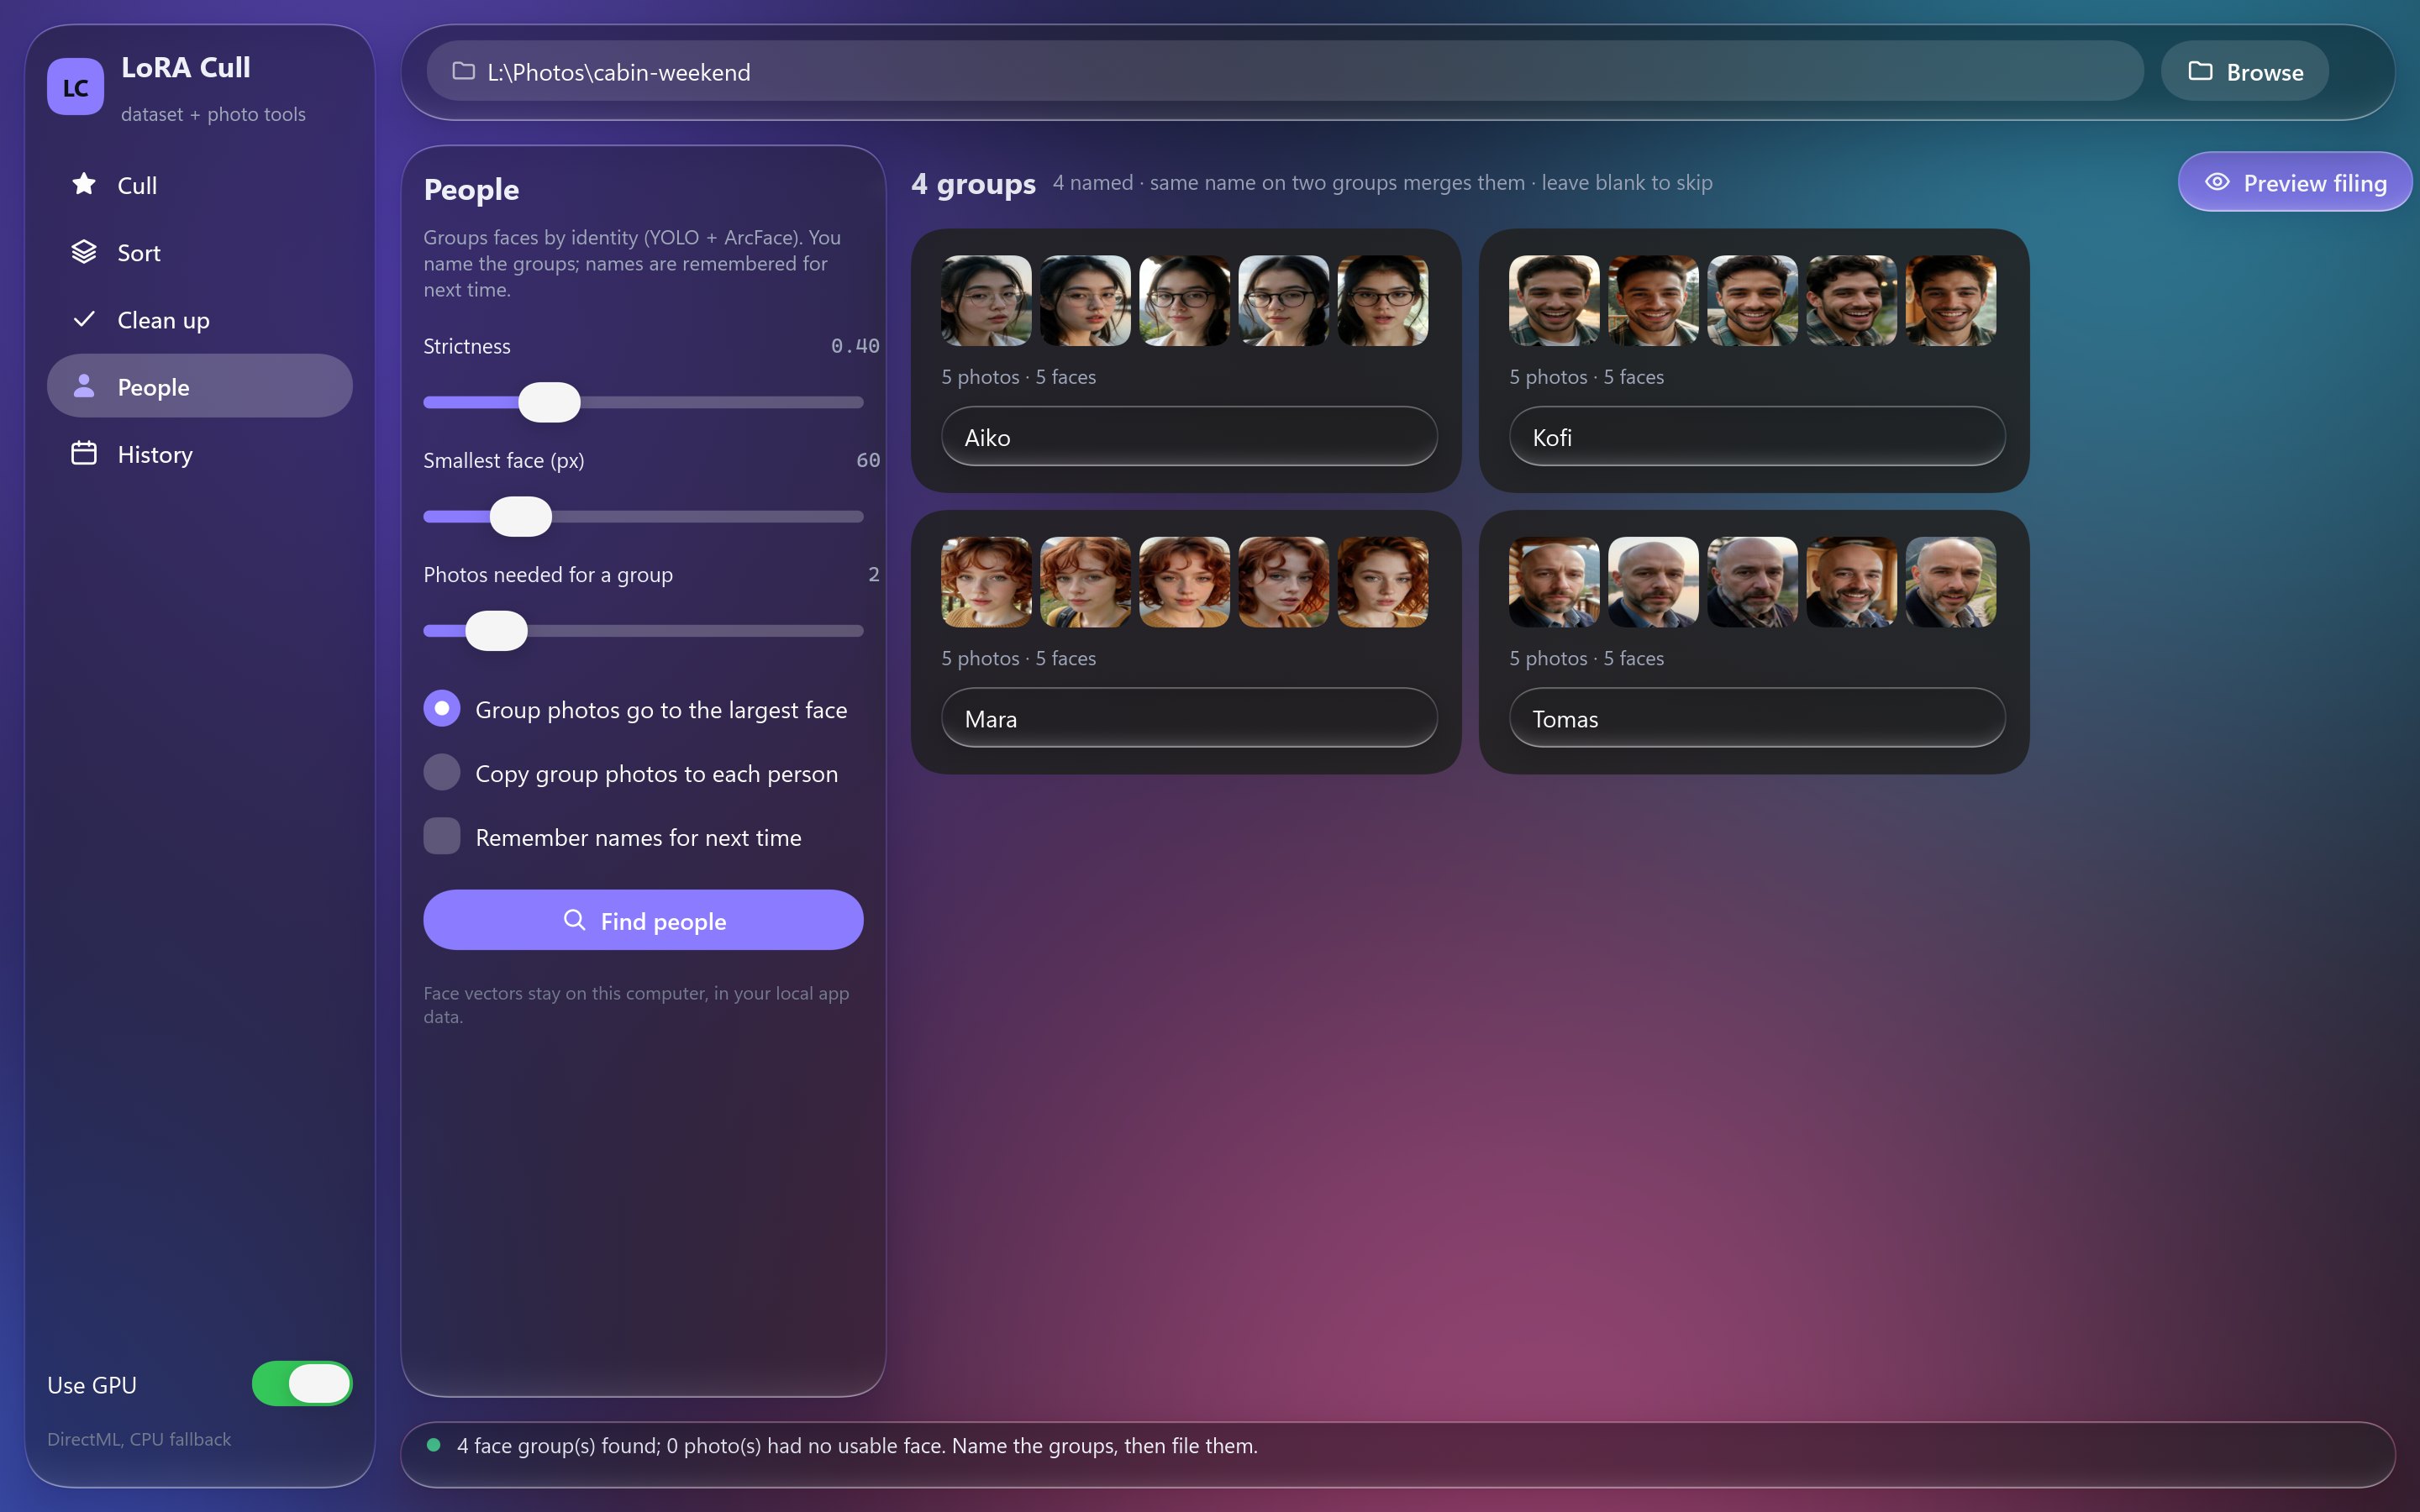 LC
LoRA Cull
dataset + photo tools
Cull
Sort
Clean up
People
History
Use GPU
DirectML, CPU fallback
L:\Photos\cabin-weekend
Browse
People
Groups faces by identity (YOLO + ArcFace). You
name the groups; names are remembered for
next time.
Strictness 0.40
Smallest face (px) 60
Photos needed for a group 2
Group photos go to the largest face
Copy group photos to each person
Remember names for next time
Find people
Face vectors stay on this computer, in your local app
data.
4 groups 4 named · same name on two groups merges them · leave blank to skip
Preview filing
5 photos · 5 faces
Aiko
5 photos · 5 faces
Kofi
5 photos · 5 faces
Mara
5 photos · 5 faces
Tomas
4 face group(s) found; 0 photo(s) had no usable face. Name the groups, then file them.